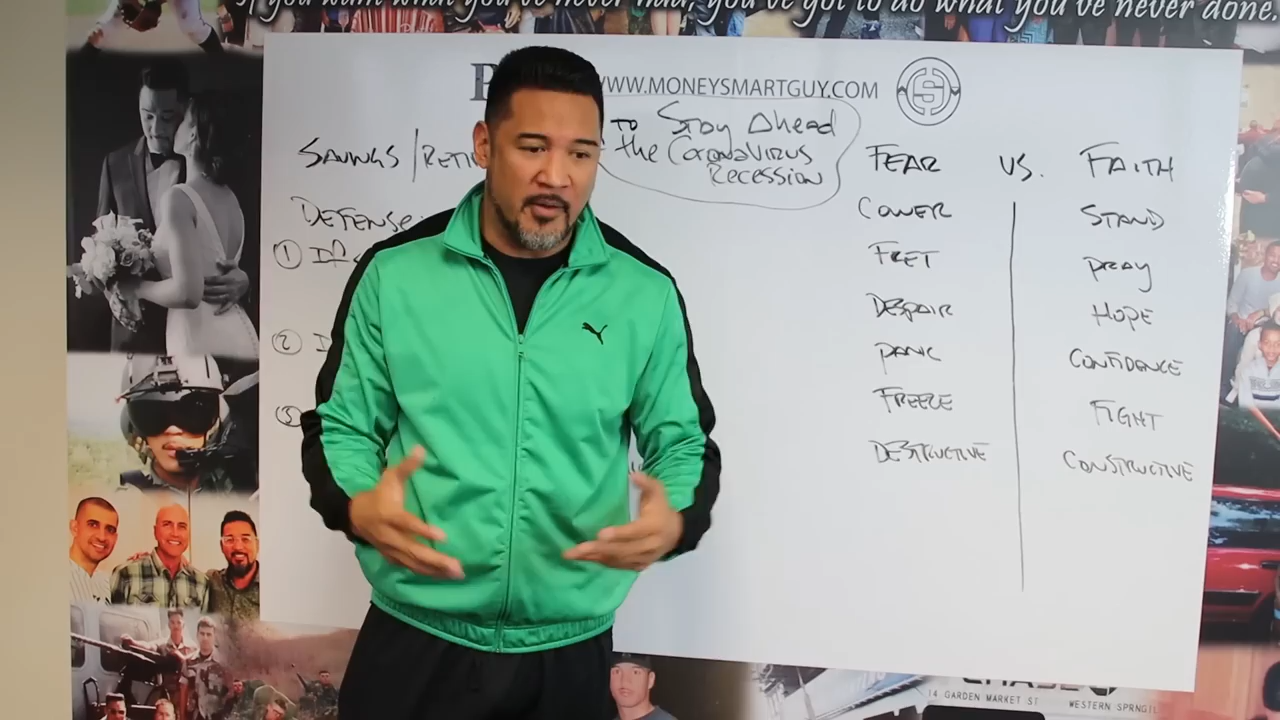 If you want what you've never had, you've got to do what you've never done.
WWW.MONEYSMARTGUY.COM
SAVINGS/
TO Stay Ahead
the CORONAVIRUS
RECESSION
DEFENSE:
①
②
③
FEAR VS. FAITH
COWER STAND
FRET PRAY
DESPAIR HOPE
PANIC CONFIDENCE
FREEZE FIGHT
DESTRUCTIVE CONSTRUCTIVE
14 GARDEN MARKET ST WESTERN SPRNGIL